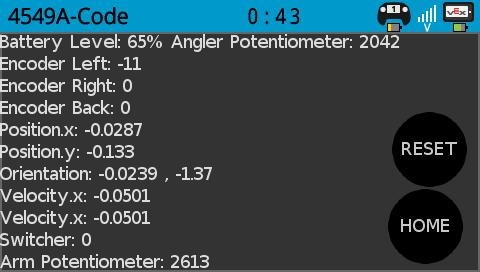 4549A-Code 0:43 1 V VEX
Battery Level: 65% Angler Potentiometer: 2042
Encoder Left: -11
Encoder Right: 0
Encoder Back: 0
Position.x: -0.0287
Position.y: -0.133
RESET
Orientation: -0.0239 , -1.37
Velocity.x: -0.0501
Velocity.x: -0.0501
HOME
Switcher: 0
Arm Potentiometer: 2613